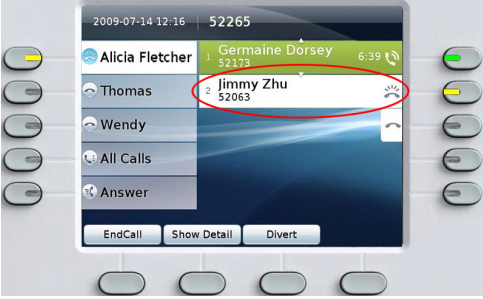 2009-07-14 12:16 52265
Alicia Fletcher
1 Germaine Dorsey 6:39
52173
Thomas
2 Jimmy Zhu
52063
Wendy
All Calls
Answer
EndCall Show Detail Divert